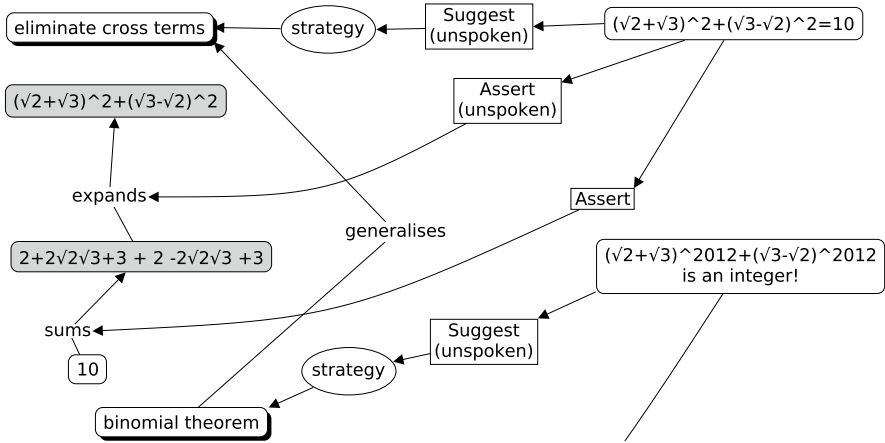 eliminate cross terms
strategy
Suggest
(unspoken)
(√2+√3)^2+(√3-√2)^2=10
(√2+√3)^2+(√3-√2)^2
Assert
(unspoken)
expands
Assert
generalises
2+2√2√3+3 + 2 -2√2√3 +3
(√2+√3)^2012+(√3-√2)^2012
is an integer!
sums
Suggest
(unspoken)
10
strategy
binomial theorem